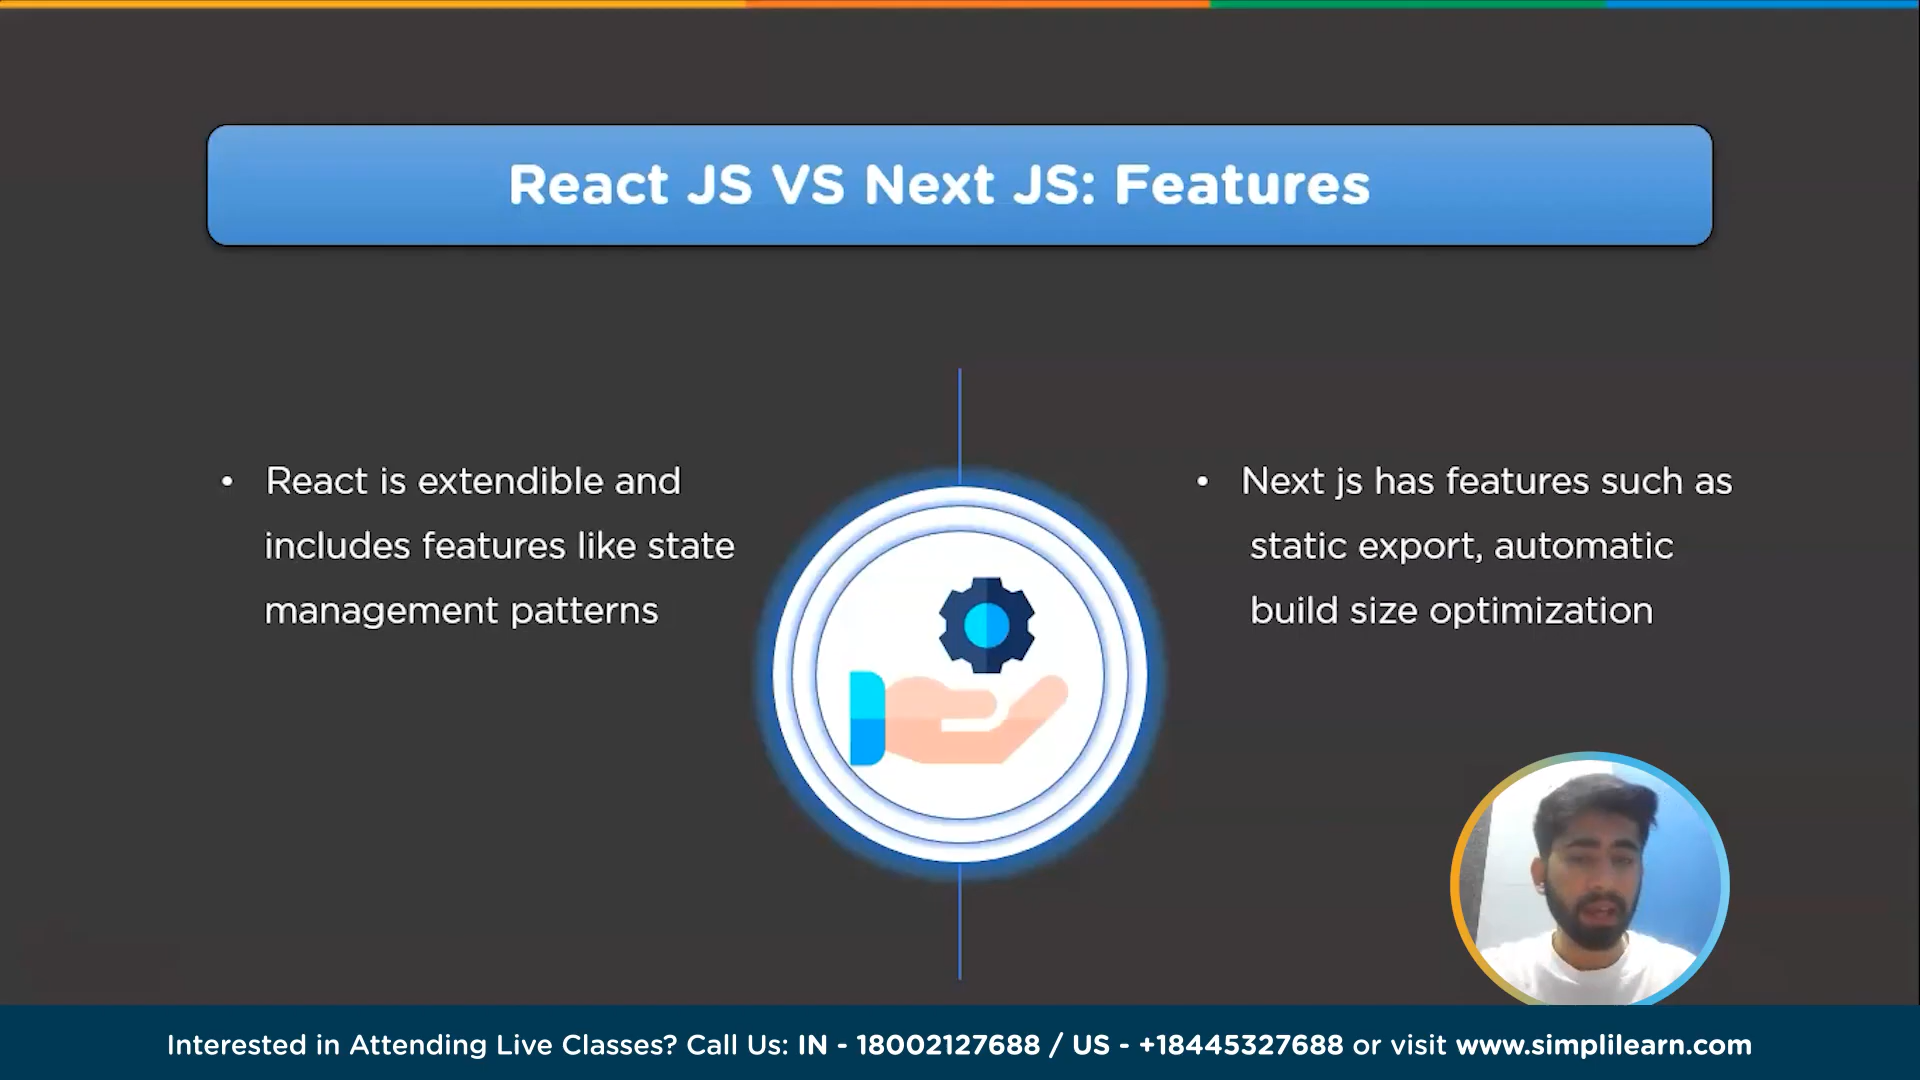 React JS VS Next JS: Features
• React is extendible and
includes features like state
management patterns
• Next js has features such as
static export, automatic
build size optimization
Interested in Attending Live Classes? Call Us: IN - 18002127688 / US - +18445327688 or visit www.simplilearn.com